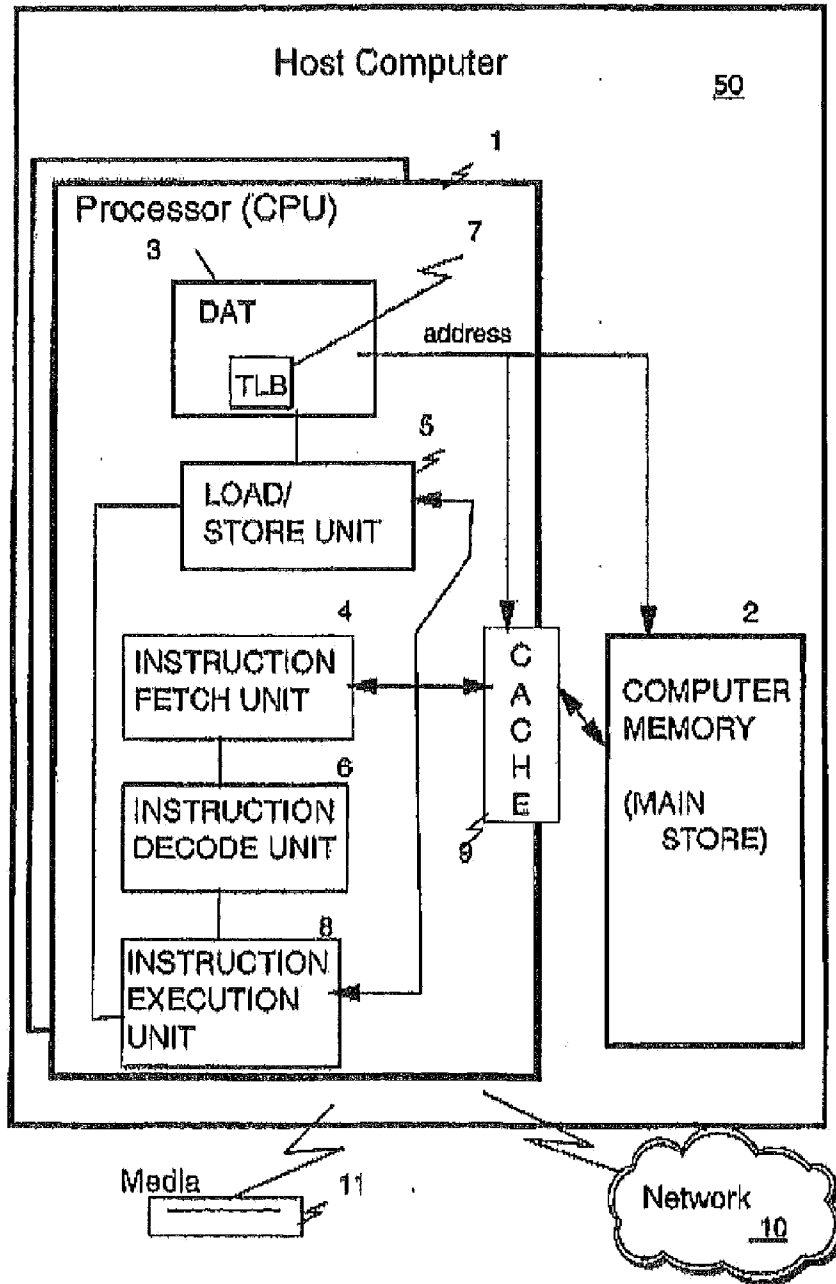 Host Computer
50
1
Processor (CPU)
3
7
DAT
TLB
address
5
LOAD/
STORE UNIT
4
INSTRUCTION
FETCH UNIT
C
A
C
H
E
9
2
COMPUTER
MEMORY
(MAIN
STORE)
6
INSTRUCTION
DECODE UNIT
8
INSTRUCTION
EXECUTION
UNIT
Media
11
Network
10